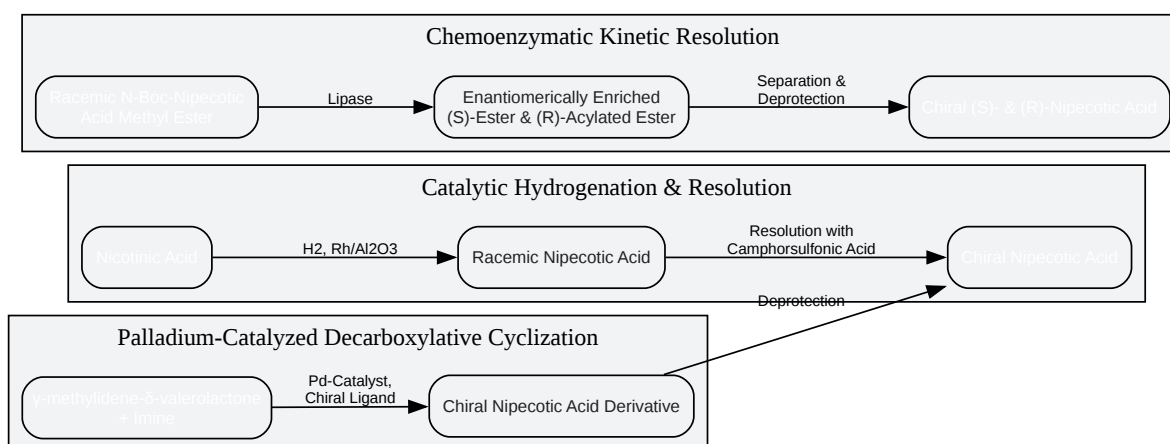 Chemoenzymatic Kinetic Resolution
Racemic N-Boc-Nipecotic
Acid Methyl Ester
Lipase
Enantiomerically Enriched
(S)-Ester & (R)-Acylated Ester
Separation &
Deprotection
Chiral (S)- & (R)-Nipecotic Acid
Catalytic Hydrogenation & Resolution
Nicotinic Acid
H2, Rh/Al2O3
Racemic Nipecotic Acid
Resolution with
Camphorsulfonic Acid
Chiral Nipecotic Acid
Deprotection
Palladium-Catalyzed Decarboxylative Cyclization
γ-methylidene-δ-valerolactone
+ Imine
Pd-Catalyst,
Chiral Ligand
Chiral Nipecotic Acid Derivative